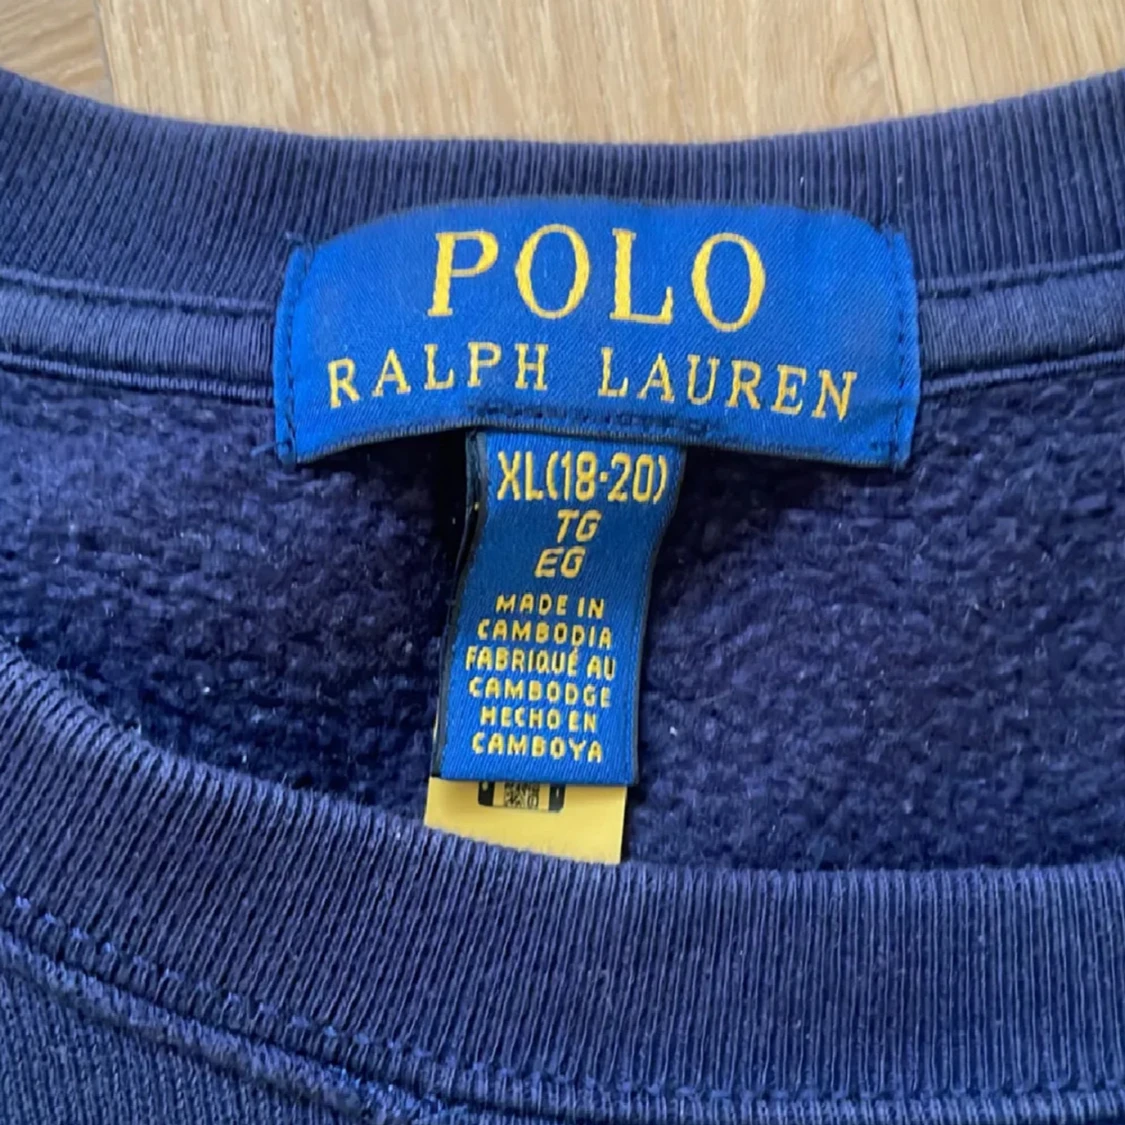 POLO
RALPH LAUREN
XL(18-20)
TG
EG
MADE IN
CAMBODIA
FABRIQUÉ AU
CAMBODGE
HECHO EN
CAMBOYA